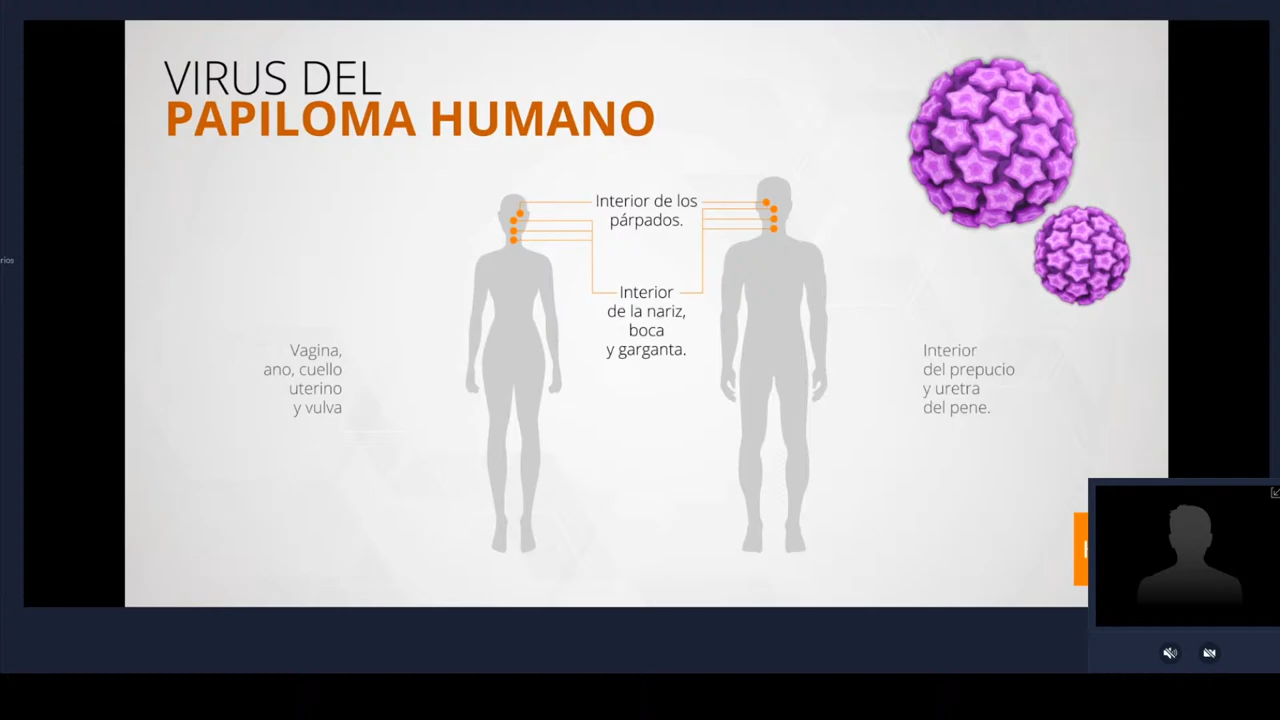 VIRUS DEL
PAPILOMA HUMANO
Interior de los
párpados.
Interior
de la nariz,
boca
y garganta.
Vagina,
ano, cuello
uterino
y vulva
Interior
del prepucio
y uretra
del pene.
rios